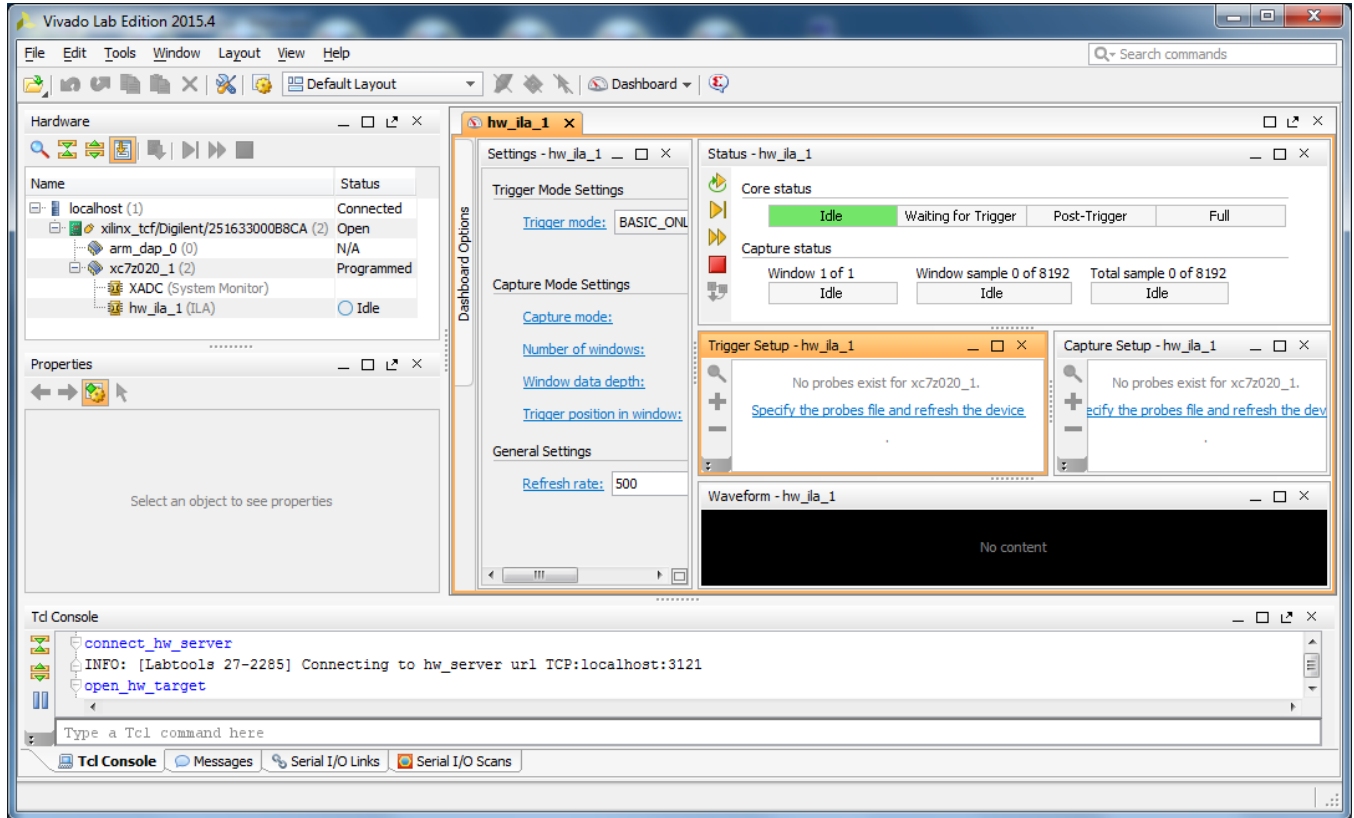 Vivado Lab Edition 2015.4
File Edit Tools Window Layout View Help
Search commands
Default Layout
Dashboard
Hardware
Name Status
localhost (1) Connected
xilinx_tcf/Digilent/251633000B8CA (2) Open
arm_dap_0 (0) N/A
xc7z020_1 (2) Programmed
XADC (System Monitor)
hw_ila_1 (ILA) Idle
Properties
Select an object to see properties
hw_ila_1
Dashboard Options
Settings - hw_ila_1
Trigger Mode Settings
Trigger mode: BASIC_ONL
Capture Mode Settings
Capture mode:
Number of windows:
Window data depth:
Trigger position in window:
General Settings
Refresh rate: 500
Status - hw_ila_1
Core status
Idle Waiting for Trigger Post-Trigger Full
Capture status
Window 1 of 1 Window sample 0 of 8192 Total sample 0 of 8192
Idle Idle Idle
Trigger Setup - hw_ila_1
No probes exist for xc7z020_1.
Specify the probes file and refresh the device
.
Capture Setup - hw_ila_1
No probes exist for xc7z020_1.
ecify the probes file and refresh the dev
.
Waveform - hw_ila_1
No content
Tcl Console
connect_hw_server
INFO: [Labtools 27-2285] Connecting to hw_server url TCP:localhost:3121
open_hw_target
Type a Tcl command here
Tcl Console Messages Serial I/O Links Serial I/O Scans